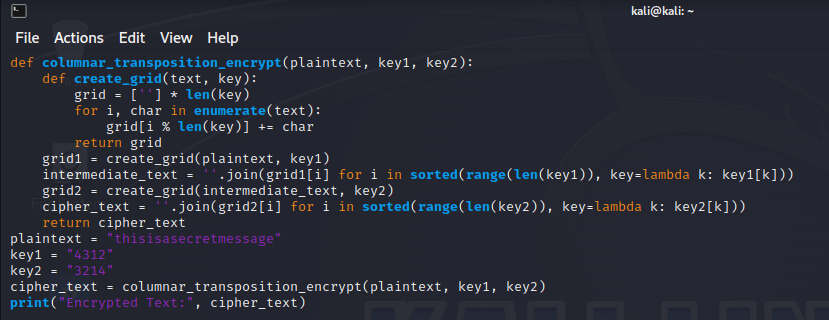 kali@kali: ~
File Actions Edit View Help
def columnar_transposition_encrypt(plaintext, key1, key2):
    def create_grid(text, key):
        grid = [''] * len(key)
        for i, char in enumerate(text):
            grid[i % len(key)] += char
        return grid
    grid1 = create_grid(plaintext, key1)
    intermediate_text = ''.join(grid1[i] for i in sorted(range(len(key1)), key=lambda k: key1[k]))
    grid2 = create_grid(intermediate_text, key2)
    cipher_text = ''.join(grid2[i] for i in sorted(range(len(key2)), key=lambda k: key2[k]))
    return cipher_text
plaintext = "thisisasecretmessage"
key1 = "4312"
key2 = "3214"
cipher_text = columnar_transposition_encrypt(plaintext, key1, key2)
print("Encrypted Text:", cipher_text)